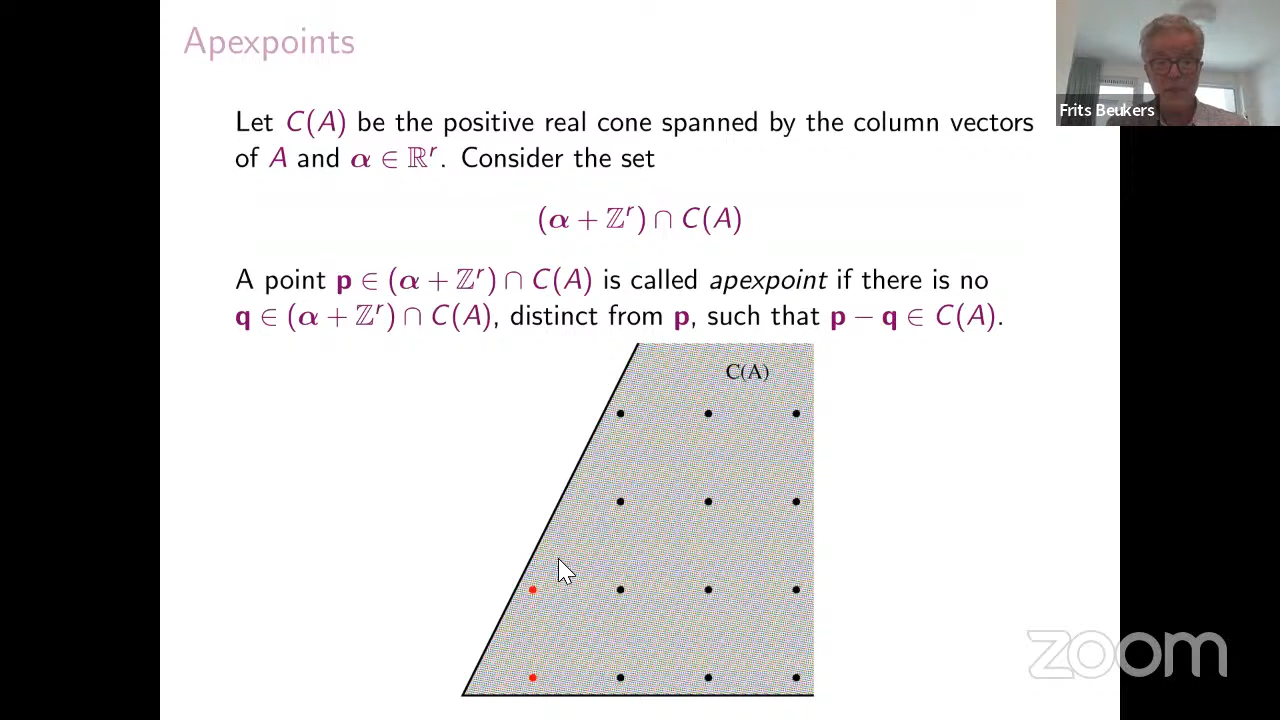 Apexpoints
Frits Beukers
Let C(A) be the positive real cone spanned by the column vectors
of A and α ∈ ℝʳ. Consider the set
(α + ℤʳ) ∩ C(A)
A point p ∈ (α + ℤʳ) ∩ C(A) is called apexpoint if there is no
q ∈ (α + ℤʳ) ∩ C(A), distinct from p, such that p − q ∈ C(A).
C(A)
zoom